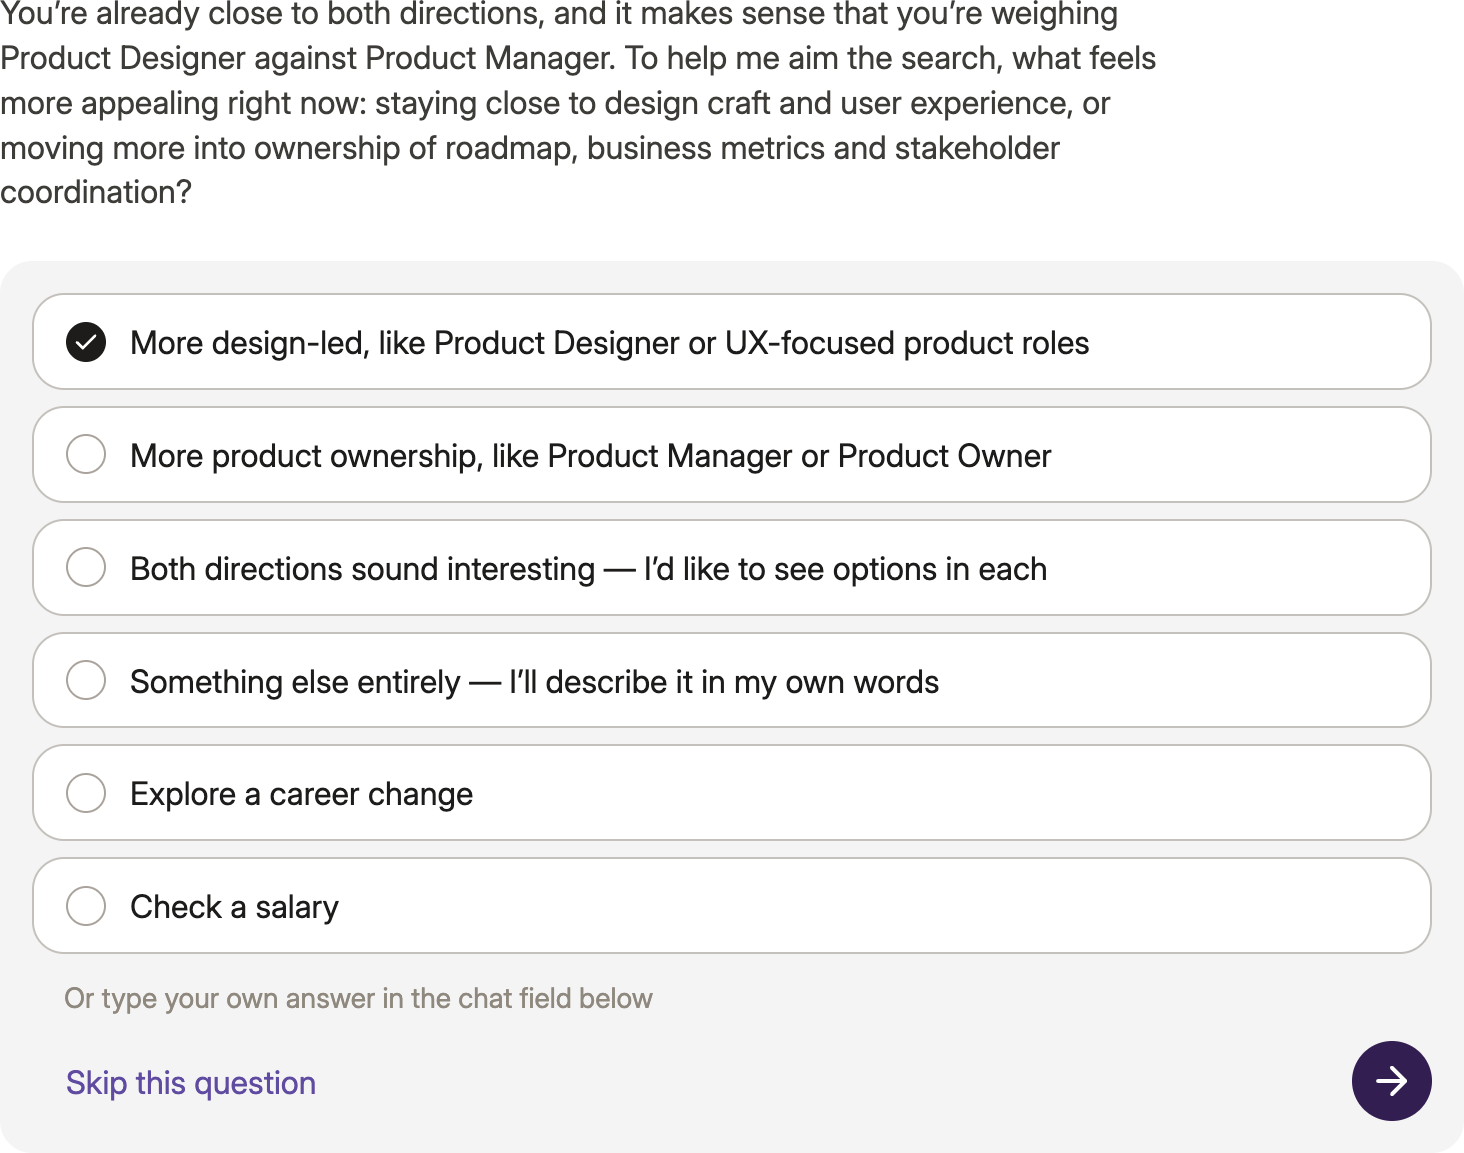 You’re already close to both directions, and it makes sense that you’re weighing
Product Designer against Product Manager. To help me aim the search, what feels
more appealing right now: staying close to design craft and user experience, or
moving more into ownership of roadmap, business metrics and stakeholder
coordination?
More design-led, like Product Designer or UX-focused product roles
More product ownership, like Product Manager or Product Owner
Both directions sound interesting — I’d like to see options in each
Something else entirely — I’ll describe it in my own words
Explore a career change
Check a salary
Or type your own answer in the chat field below
Skip this question